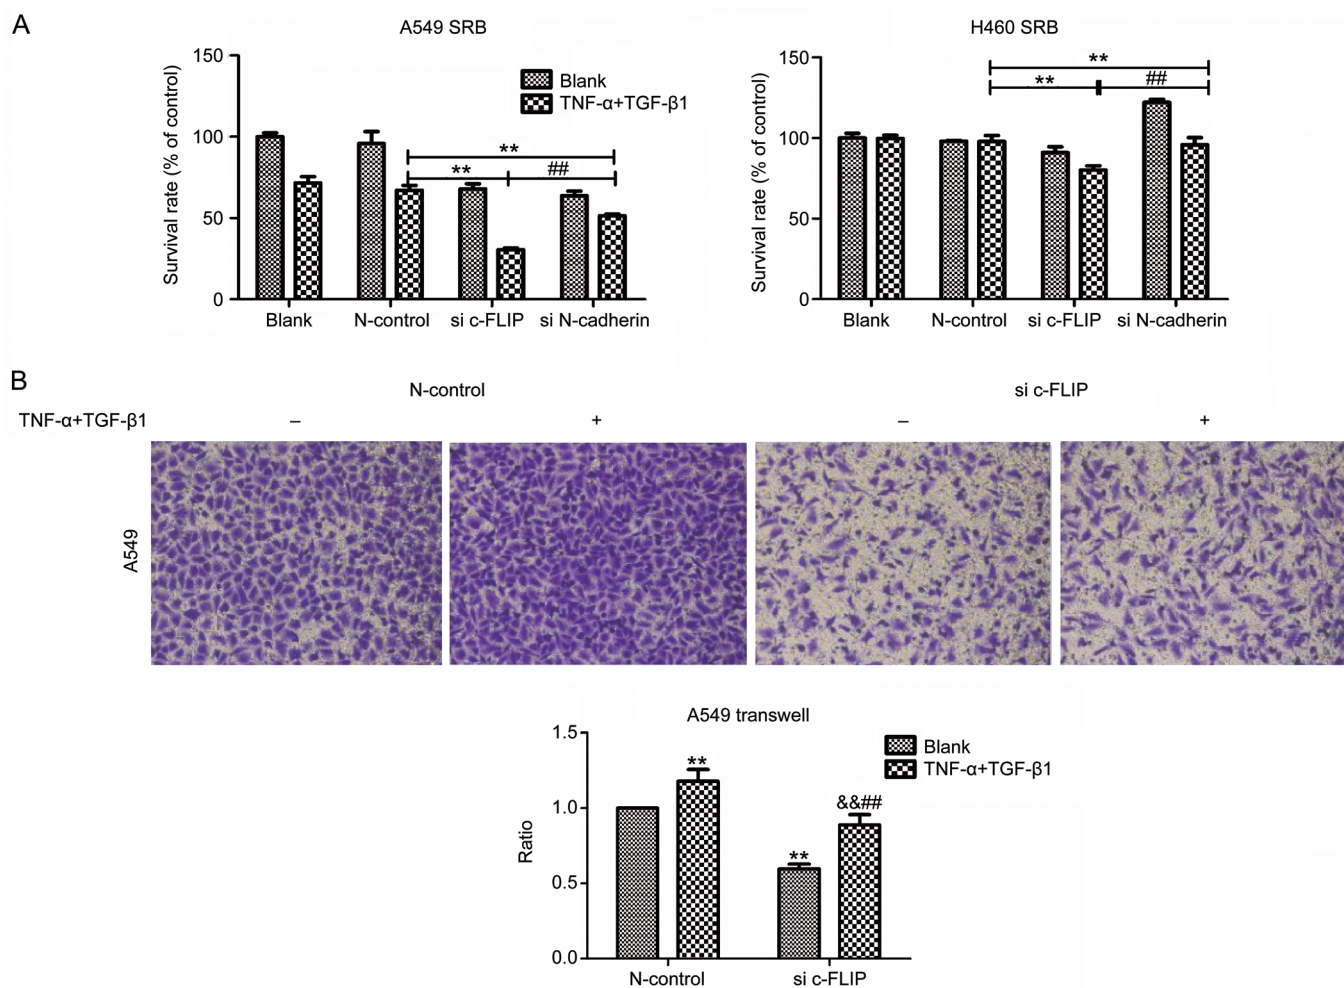 A
A549 SRB
Survival rate (% of control)
150
100
50
0
Blank
TNF-α+TGF-β1
**
**
##
Blank
N-control
si c-FLIP
si N-cadherin
H460 SRB
Survival rate (% of control)
150
100
50
0
**
**
##
Blank
N-control
si c-FLIP
si N-cadherin
B
N-control
si c-FLIP
TNF-α+TGF-β1
– + – +
A549
A549 transwell
Ratio
1.5
1.0
0.5
0.0
Blank
TNF-α+TGF-β1
**
**
&&##
N-control
si c-FLIP